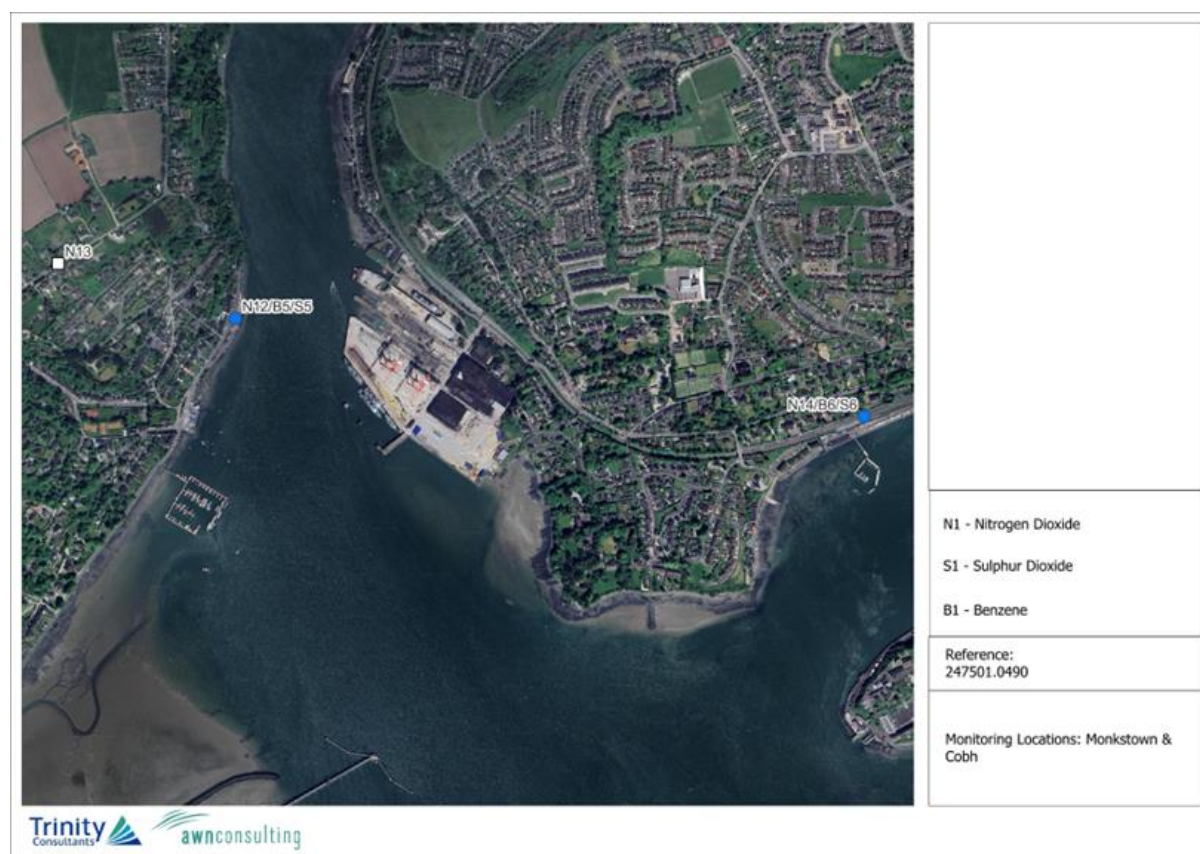 N13
N12/B5/S5
N14/B6/S6
N1 - Nitrogen Dioxide
S1 - Sulphur Dioxide
B1 - Benzene
Reference:
247501.0490
Monitoring Locations: Monkstown &
Cobh
Trinity
Consultants
awnconsulting